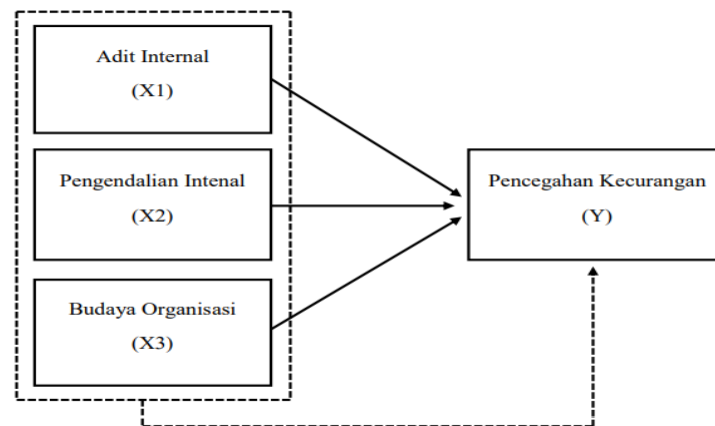 Adit Internal
(X1)
Pengendalian Intenal
(X2)
Budaya Organisasi
(X3)
Pencegahan Kecurangan
(Y)